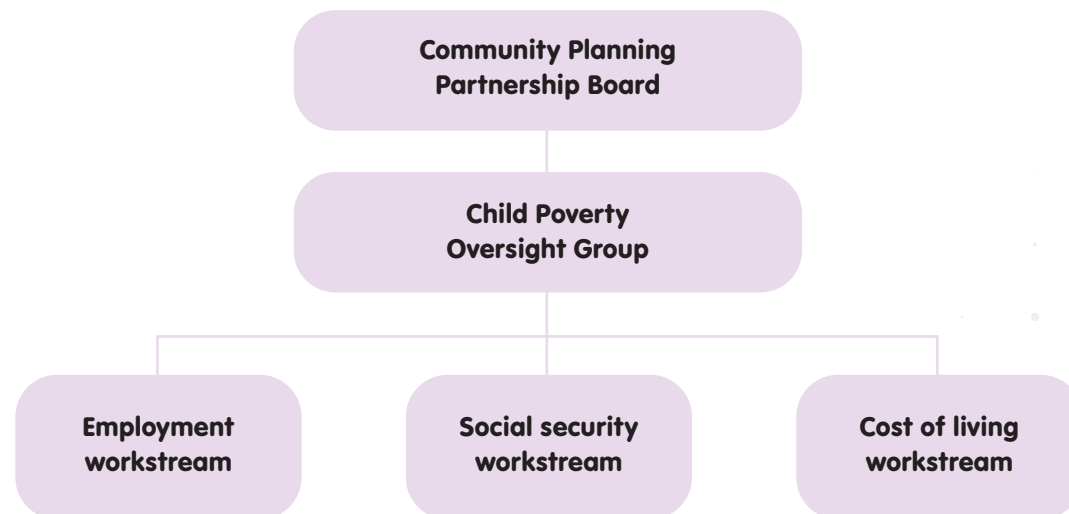 Community Planning
Partnership Board
Child Poverty
Oversight Group
Employment
workstream
Social security
workstream
Cost of living
workstream